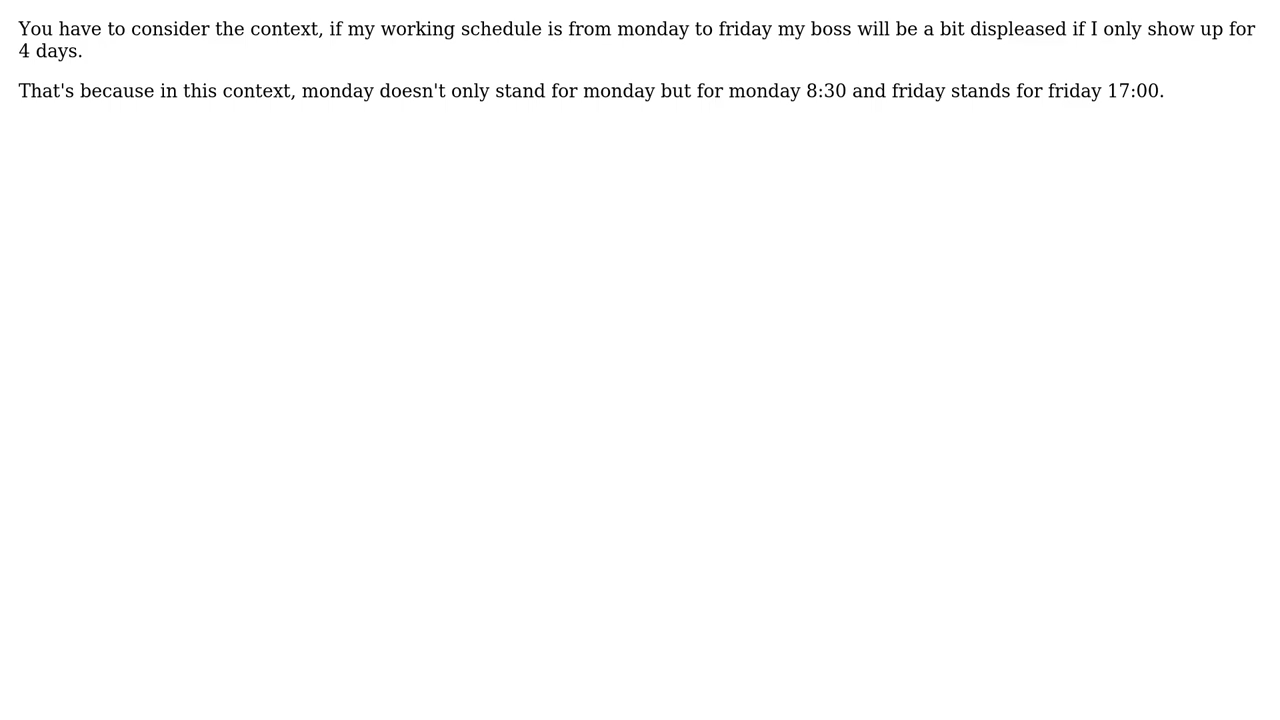 You have to consider the context, if my working schedule is from monday to friday my boss will be a bit displeased if I only show up for
4 days.
That's because in this context, monday doesn't only stand for monday but for monday 8:30 and friday stands for friday 17:00.